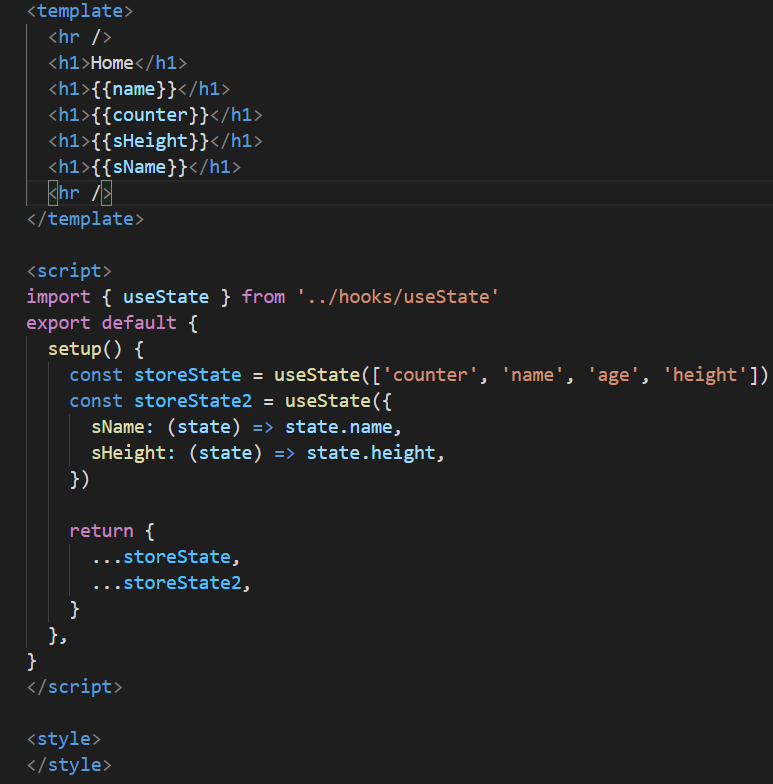 <template>
  <hr />
  <h1>Home</h1>
  <h1>{{name}}</h1>
  <h1>{{counter}}</h1>
  <h1>{{sHeight}}</h1>
  <h1>{{sName}}</h1>
  <hr />
</template>

<script>
import { useState } from '../hooks/useState'
export default {
  setup() {
    const storeState = useState(['counter', 'name', 'age', 'height'])
    const storeState2 = useState({
      sName: (state) => state.name,
      sHeight: (state) => state.height,
    })

    return {
      ...storeState,
      ...storeState2,
    }
  },
}
</script>

<style>
</style>